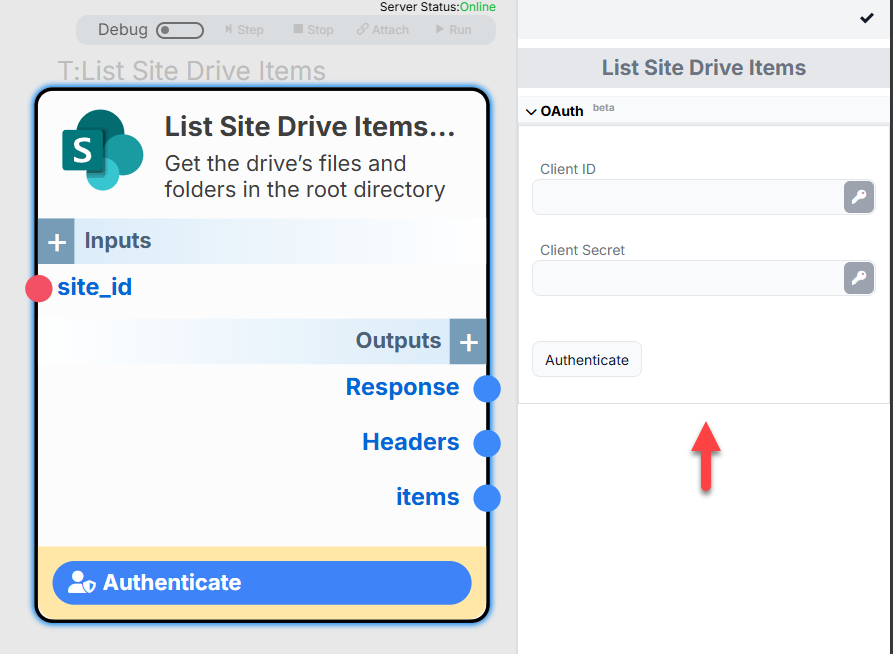 Server Status:Online
Debug
Step
Stop
Attach
Run
T:List Site Drive Items
S
List Site Drive Items...
Get the drive's files and
folders in the root directory
+ Inputs
site_id
Outputs +
Response
Headers
items
Authenticate
List Site Drive Items
OAuth beta
Client ID
Client Secret
Authenticate